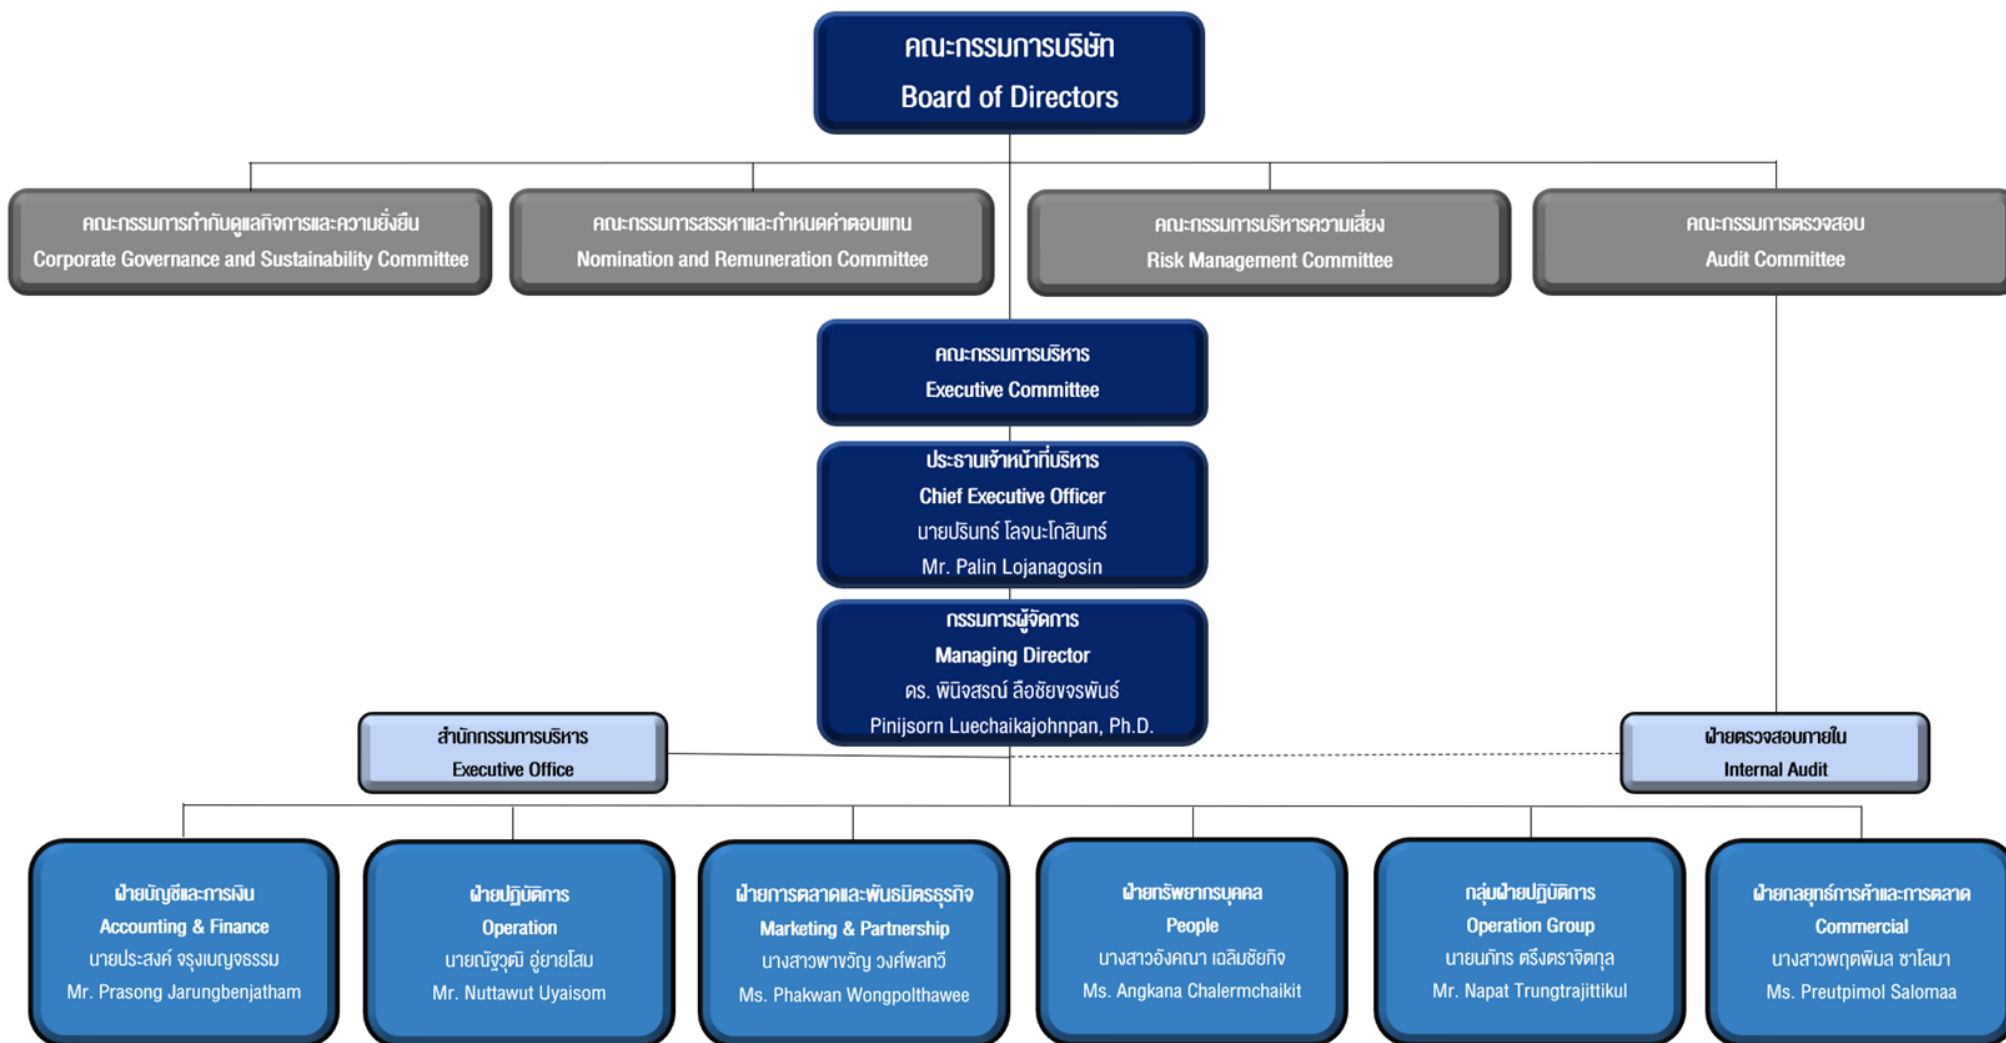 คณะกรรมการบริษัท
Board of Directors
คณะกรรมการกำกับดูแลกิจการและความยั่งยืน
Corporate Governance and Sustainability Committee
คณะกรรมการสรรหาและกำหนดค่าตอบแทน
Nomination and Remuneration Committee
คณะกรรมการบริหารความเสี่ยง
Risk Management Committee
คณะกรรมการตรวจสอบ
Audit Committee
คณะกรรมการบริหาร
Executive Committee
ประธานเจ้าหน้าที่บริหาร
Chief Executive Officer
นายปรินทร์ โลจนะโกสินทร์
Mr. Palin Lojanagosin
กรรมการผู้จัดการ
Managing Director
ดร. พินิจสรณ์ ลือชัยขจรพันธ์
Pinijsorn Luechaikajohnpan, Ph.D.
สำนักกรรมการบริหาร
Executive Office
ฝ่ายตรวจสอบภายใน
Internal Audit
ฝ่ายบัญชีและการเงิน
Accounting & Finance
นายประสงค์ จรุงเบญจธรรม
Mr. Prasong Jarungbenjatham
ฝ่ายปฏิบัติการ
Operation
นายณัฐวุฒิ อู่ยายโสม
Mr. Nuttawut Uyaisom
ฝ่ายการตลาดและพันธมิตรธุรกิจ
Marketing & Partnership
นางสาวพาขวัญ วงศ์พลทวี
Ms. Phakwan Wongpolthawee
ฝ่ายทรัพยากรบุคคล
People
นางสาวอังคณา เฉลิมชัยกิจ
Ms. Angkana Chalermchaikit
กลุ่มฝ่ายปฏิบัติการ
Operation Group
นายนภัทร ตรึงตราจิตกุล
Mr. Napat Trungtrajittikul
ฝ่ายกลยุทธ์การค้าและการตลาด
Commercial
นางสาวพฤตพิมล ซาโลมา
Ms. Preutpimol Salomaa